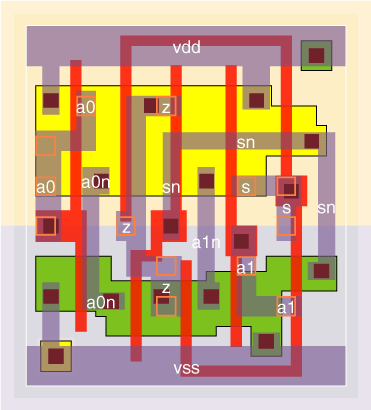 vdd
a0 z
sn
a0 a0n sn s
s sn
z
a1n
a1
z
a0n a1
vss